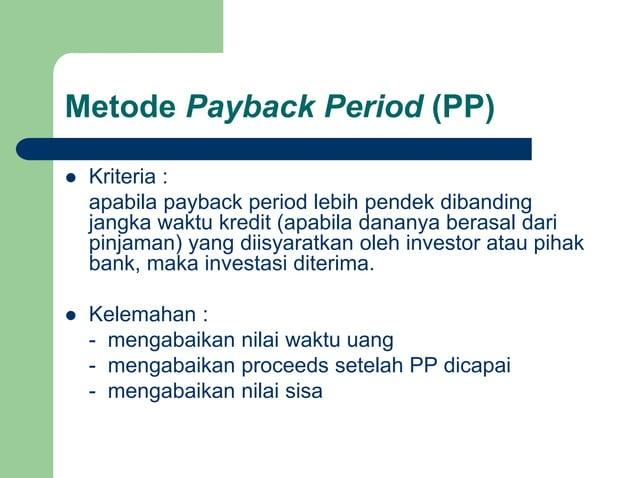 Metode Payback Period (PP)
Kriteria :
apabila payback period lebih pendek dibanding
jangka waktu kredit (apabila dananya berasal dari
pinjaman) yang diisyaratkan oleh investor atau pihak
bank, maka investasi diterima.
Kelemahan :
- mengabaikan nilai waktu uang
- mengabaikan proceeds setelah PP dicapai
- mengabaikan nilai sisa